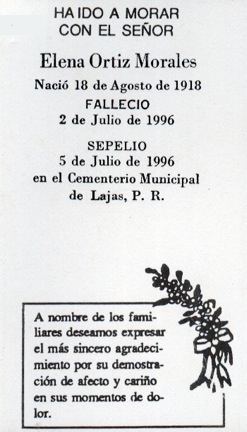 HA IDO A MORAR
CON EL SEÑOR
Elena Ortiz Morales
Nació 18 de Agosto de 1918
FALLECIO
2 de Julio de 1996
SEPELIO
5 de Julio de 1996
en el Cementerio Municipal
de Lajas, P. R.
A nombre de los fami-
liares deseamos expresar
el más sincero agradeci-
miento por su demostra-
ción de afecto y cariño
en sus momentos de do-
lor.